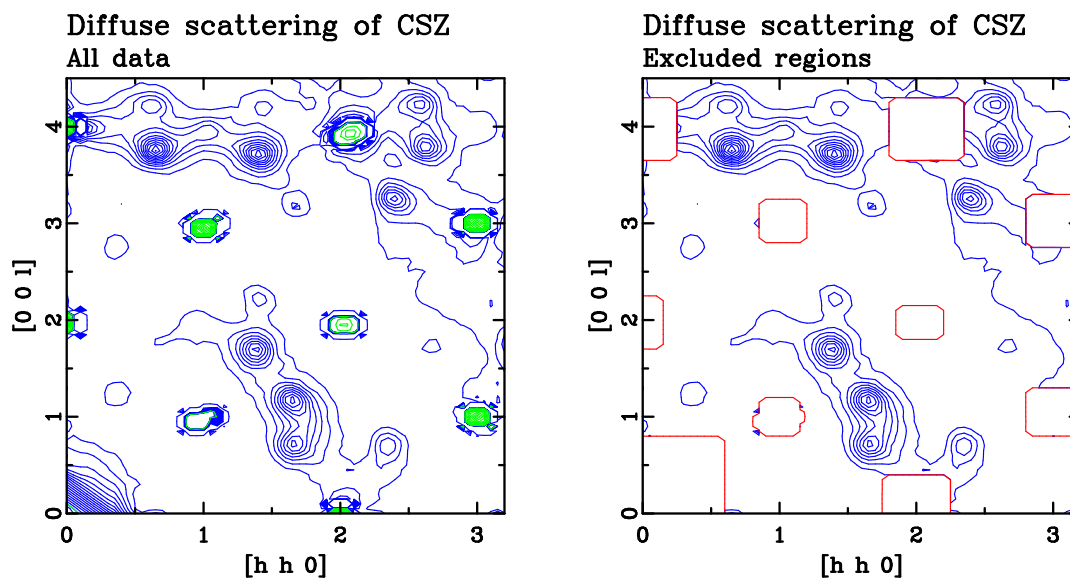 Diffuse scattering of CSZ
All data
4
3
2
1
0
[0 0 l]
0 1 2 3
[h h 0]
Diffuse scattering of CSZ
Excluded regions
4
3
2
1
0
[0 0 l]
0 1 2 3
[h h 0]